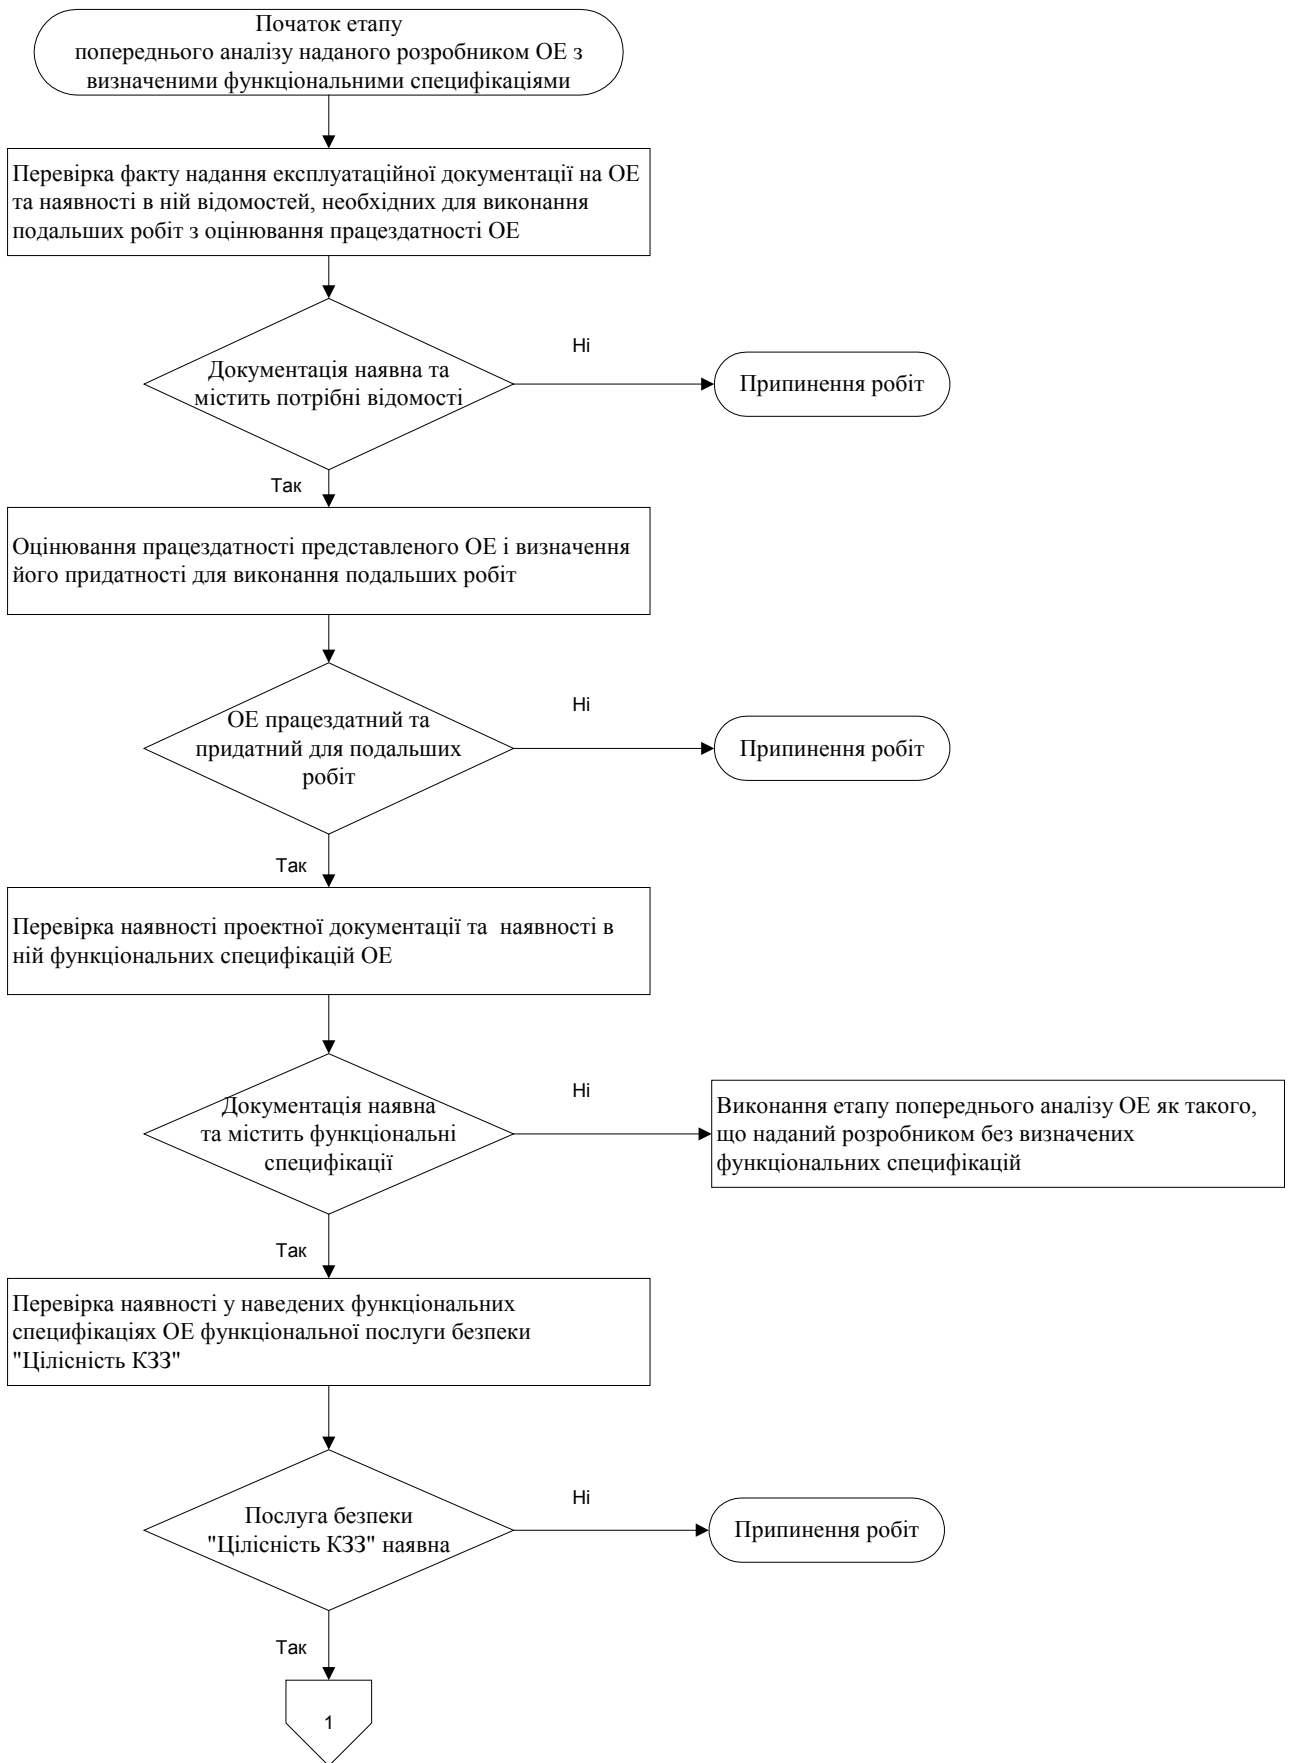 Початок етапу
попереднього аналізу наданого розробником ОЕ з
визначеними функціональними специфікаціями
Перевірка факту надання експлуатаційної документації на ОЕ
та наявності в ній відомостей, необхідних для виконання
подальших робіт з оцінювання працездатності ОЕ
Документація наявна та
містить потрібні відомості
Ні
Припинення робіт
Так
Оцінювання працездатності представленого ОЕ і визначення
його придатності для виконання подальших робіт
ОЕ працездатний та
придатний для подальших
робіт
Ні
Припинення робіт
Так
Перевірка наявності проектної документації та наявності в
ній функціональних специфікацій ОЕ
Документація наявна
та містить функціональні
специфікації
Ні
Виконання етапу попереднього аналізу ОЕ як такого,
що наданий розробником без визначених
функціональних специфікацій
Так
Перевірка наявності у наведених функціональних
специфікаціях ОЕ функціональної послуги безпеки
"Цілісність КЗЗ"
Послуга безпеки
"Цілісність КЗЗ" наявна
Ні
Припинення робіт
Так
1